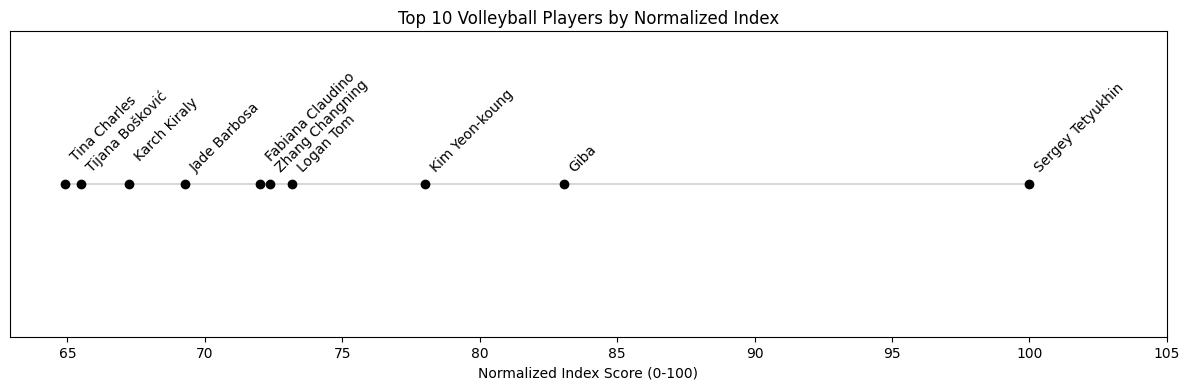 Top 10 Volleyball Players by Normalized Index
Tina Charles
Tijana Bošković
Karch Kiraly
Jade Barbosa
Fabiana Claudino
Zhang Changning
Logan Tom
Kim Yeon-koung
Giba
Sergey Tetyukhin
65 70 75 80 85 90 95 100 105
Normalized Index Score (0-100)